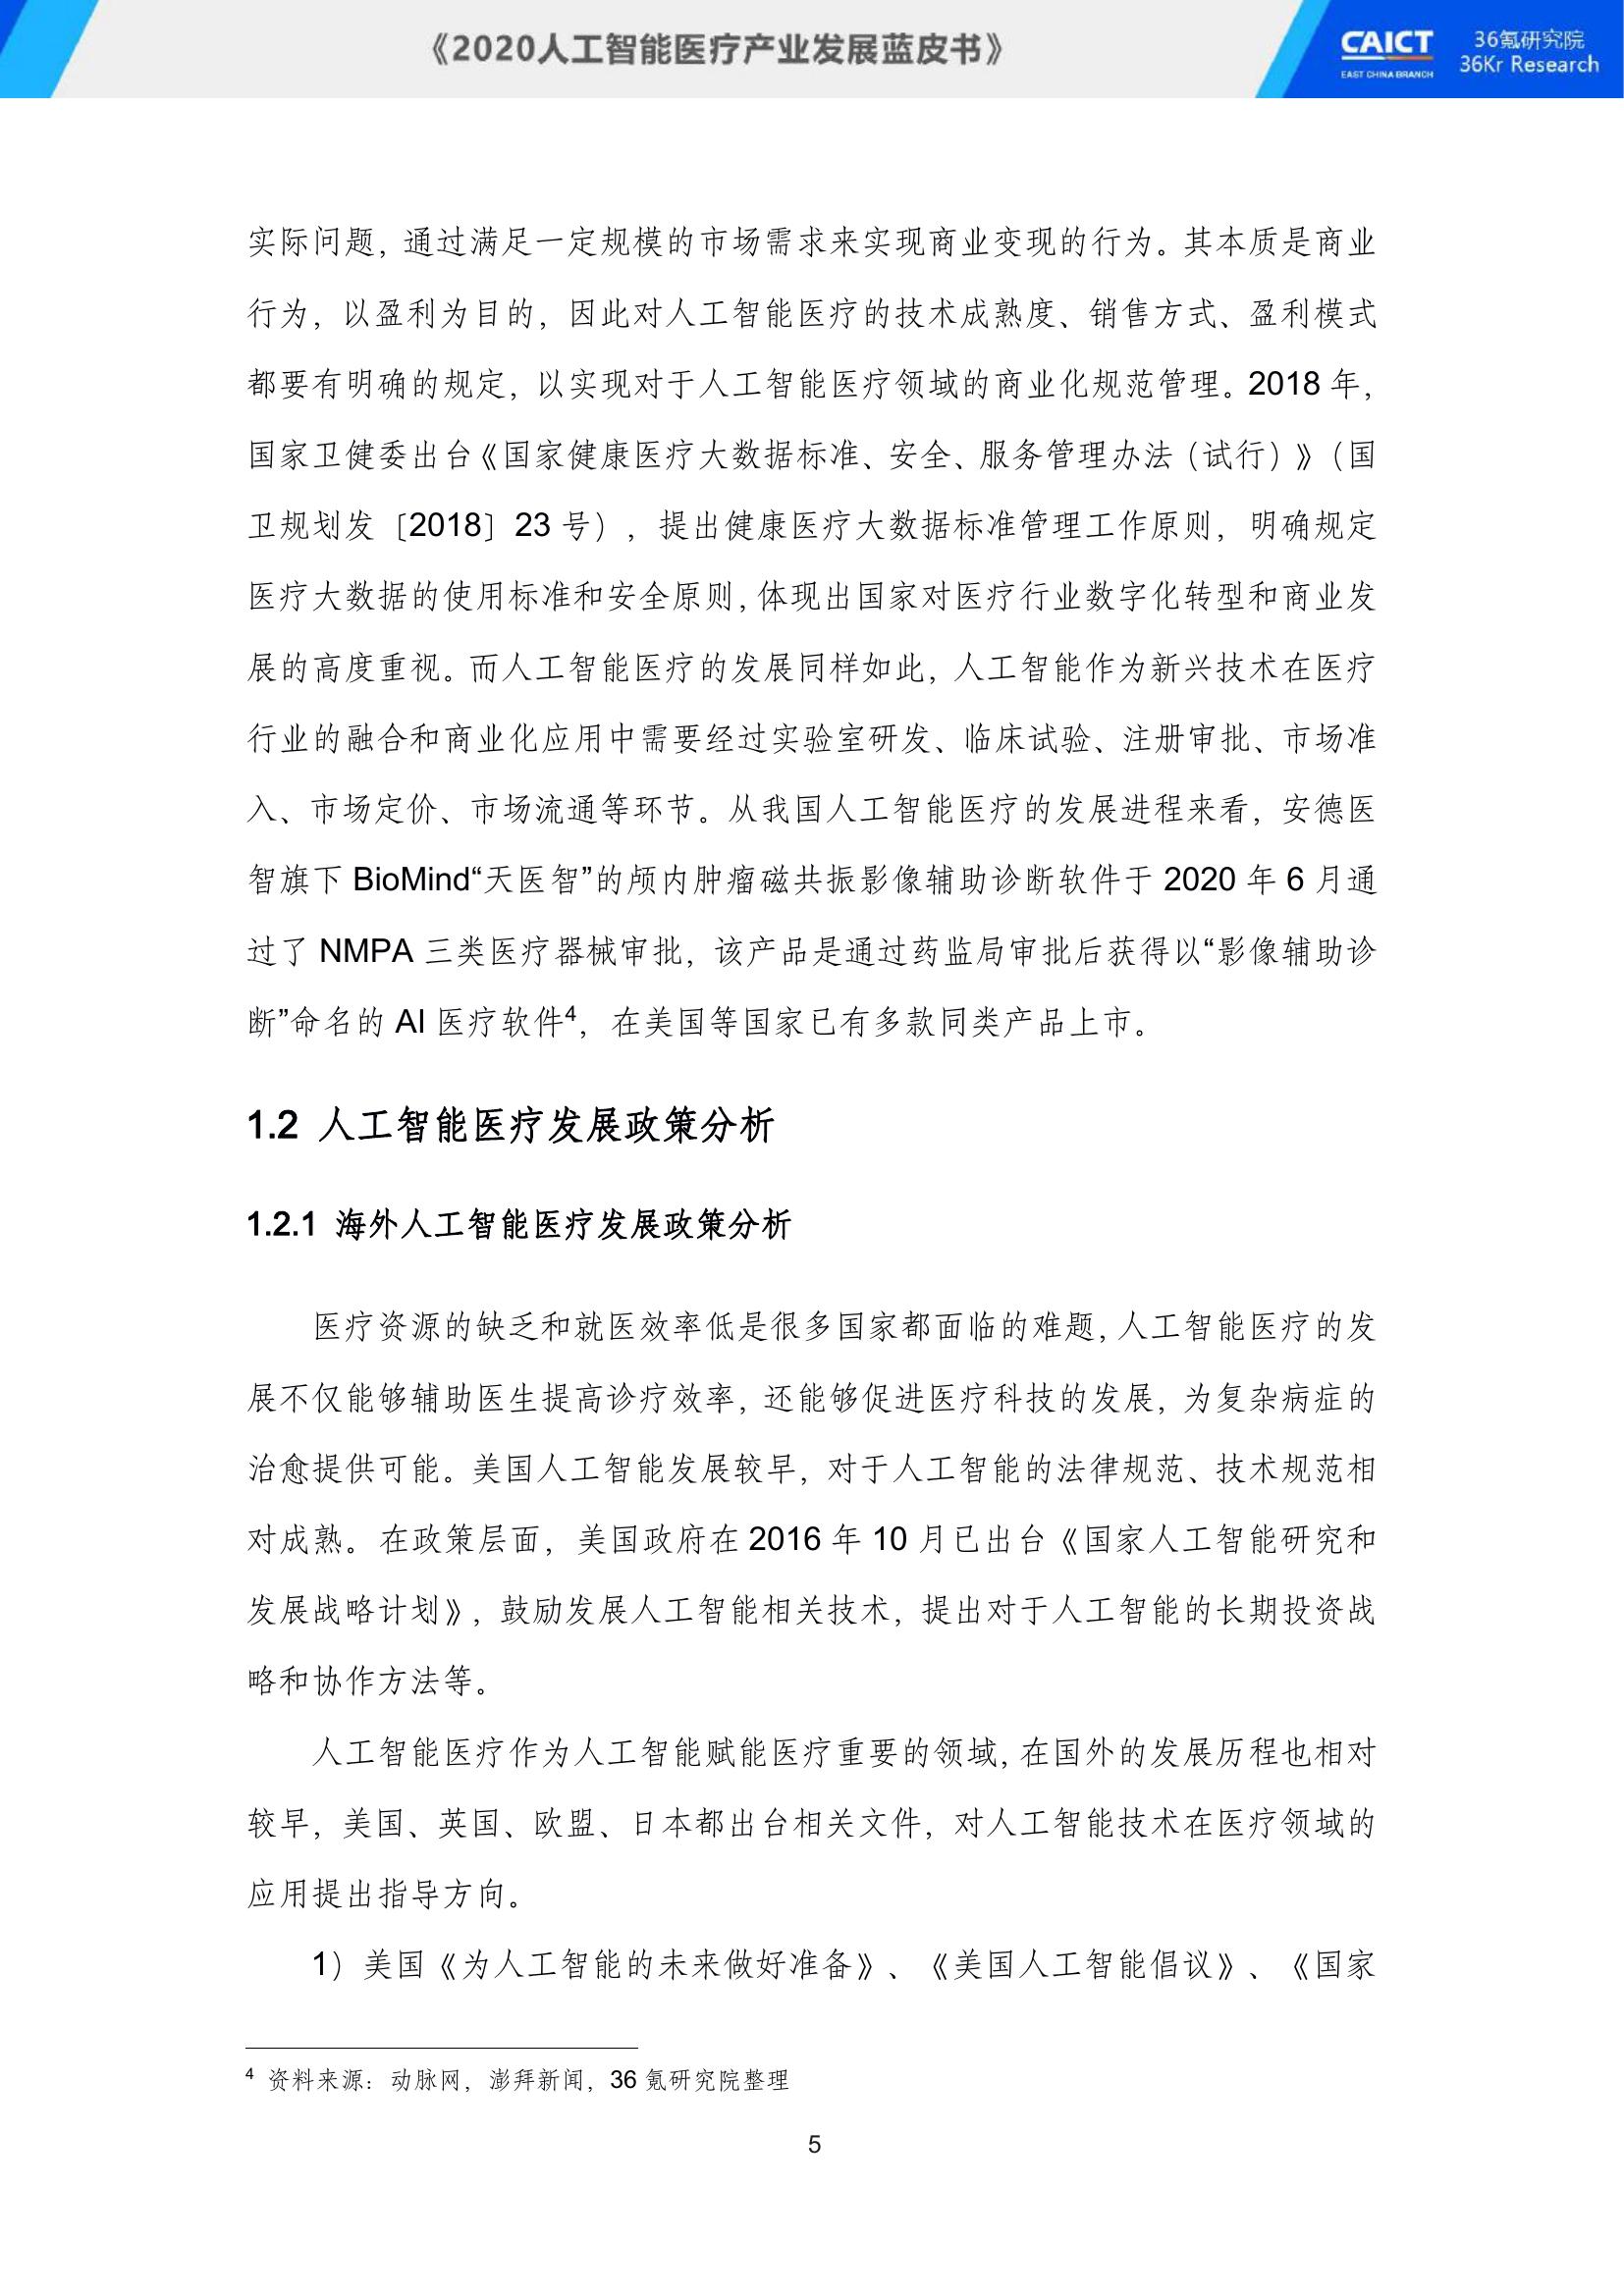 《2020人工智能医疗产业发展蓝皮书》
CAICT
EAST CHINA BRANCH
36氪研究院
36Kr Research
实际问题，通过满足一定规模的市场需求来实现商业变现的行为。其本质是商业
行为，以盈利为目的，因此对人工智能医疗的技术成熟度、销售方式、盈利模式
都要有明确的规定，以实现对于人工智能医疗领域的商业化规范管理。2018 年，
国家卫健委出台《国家健康医疗大数据标准、安全、服务管理办法（试行）》（国
卫规划发〔2018〕23 号），提出健康医疗大数据标准管理工作原则，明确规定
医疗大数据的使用标准和安全原则，体现出国家对医疗行业数字化转型和商业发
展的高度重视。而人工智能医疗的发展同样如此，人工智能作为新兴技术在医疗
行业的融合和商业化应用中需要经过实验室研发、临床试验、注册审批、市场准
入、市场定价、市场流通等环节。从我国人工智能医疗的发展进程来看，安德医
智旗下 BioMind“天医智”的颅内肿瘤磁共振影像辅助诊断软件于 2020 年 6 月通
过了 NMPA 三类医疗器械审批，该产品是通过药监局审批后获得以“影像辅助诊
断”命名的 AI 医疗软件4，在美国等国家已有多款同类产品上市。
1.2 人工智能医疗发展政策分析
1.2.1 海外人工智能医疗发展政策分析
医疗资源的缺乏和就医效率低是很多国家都面临的难题，人工智能医疗的发
展不仅能够辅助医生提高诊疗效率，还能够促进医疗科技的发展，为复杂病症的
治愈提供可能。美国人工智能发展较早，对于人工智能的法律规范、技术规范相
对成熟。在政策层面，美国政府在 2016 年 10 月已出台《国家人工智能研究和
发展战略计划》，鼓励发展人工智能相关技术，提出对于人工智能的长期投资战
略和协作方法等。
人工智能医疗作为人工智能赋能医疗重要的领域，在国外的发展历程也相对
较早，美国、英国、欧盟、日本都出台相关文件，对人工智能技术在医疗领域的
应用提出指导方向。
1）美国《为人工智能的未来做好准备》、《美国人工智能倡议》、《国家
4 资料来源：动脉网，澎拜新闻，36 氪研究院整理
5